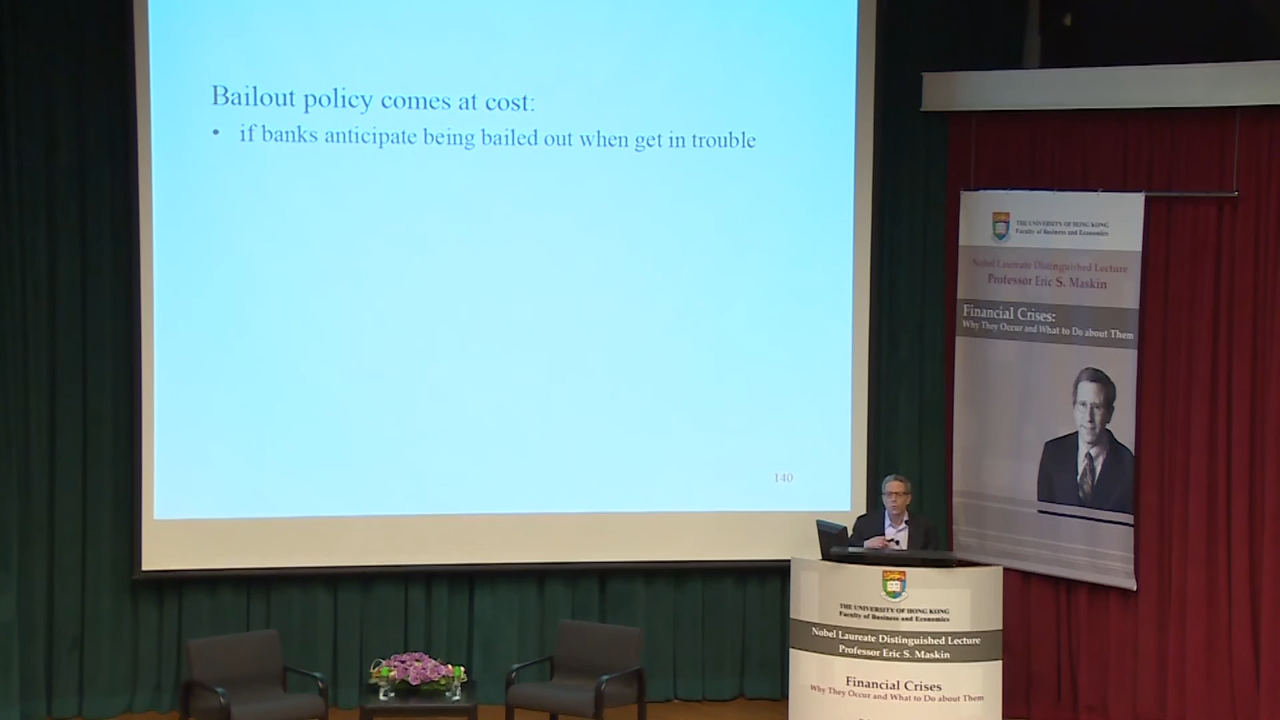 Bailout policy comes at cost:
• if banks anticipate being bailed out when get in trouble
140
THE UNIVERSITY OF HONG KONG
Faculty of Business and Economics
Nobel Laureate Distinguished Lecture
Professor Eric S. Maskin
Financial Crises:
Why They Occur and What to Do about Them
THE UNIVERSITY OF HONG KONG
Faculty of Business and Economics
Nobel Laureate Distinguished Lecture
Professor Eric S. Maskin
Financial Crises
Why They Occur and What to Do about Them